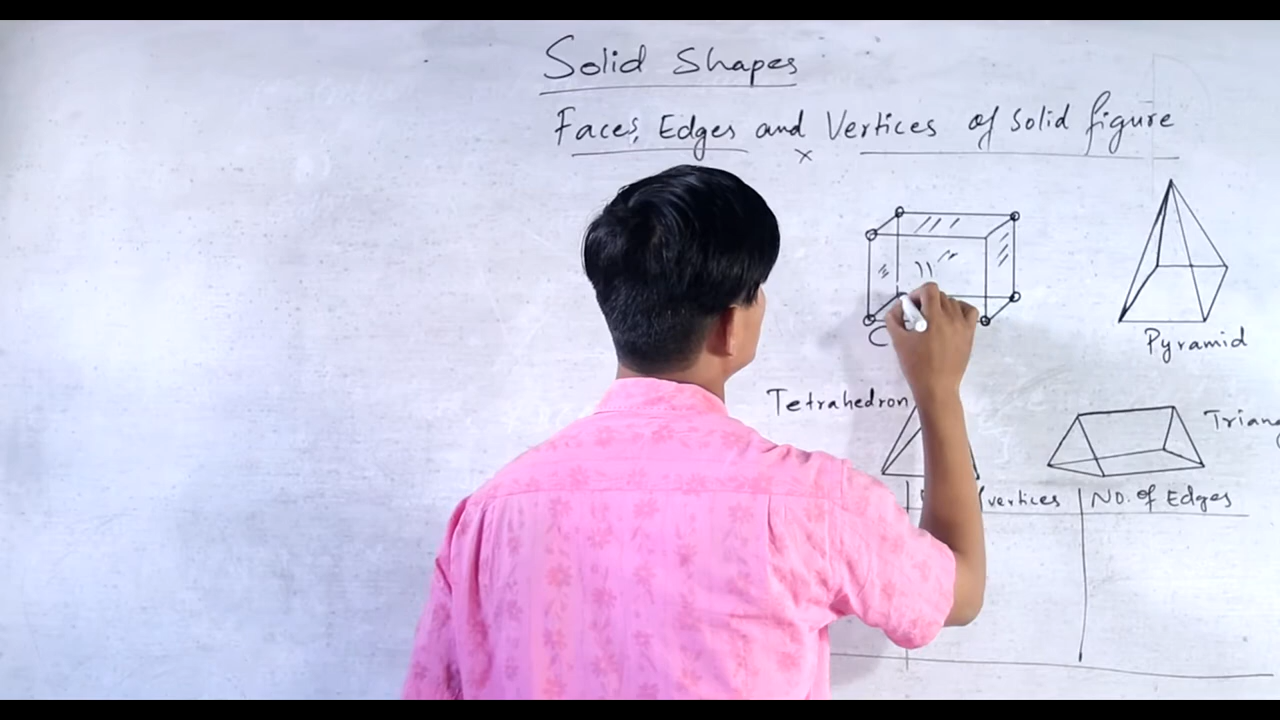 Solid Shapes
Faces, Edges and Vertices of solid figure
Pyramid
Tetrahedron
vertices
No. of Edges